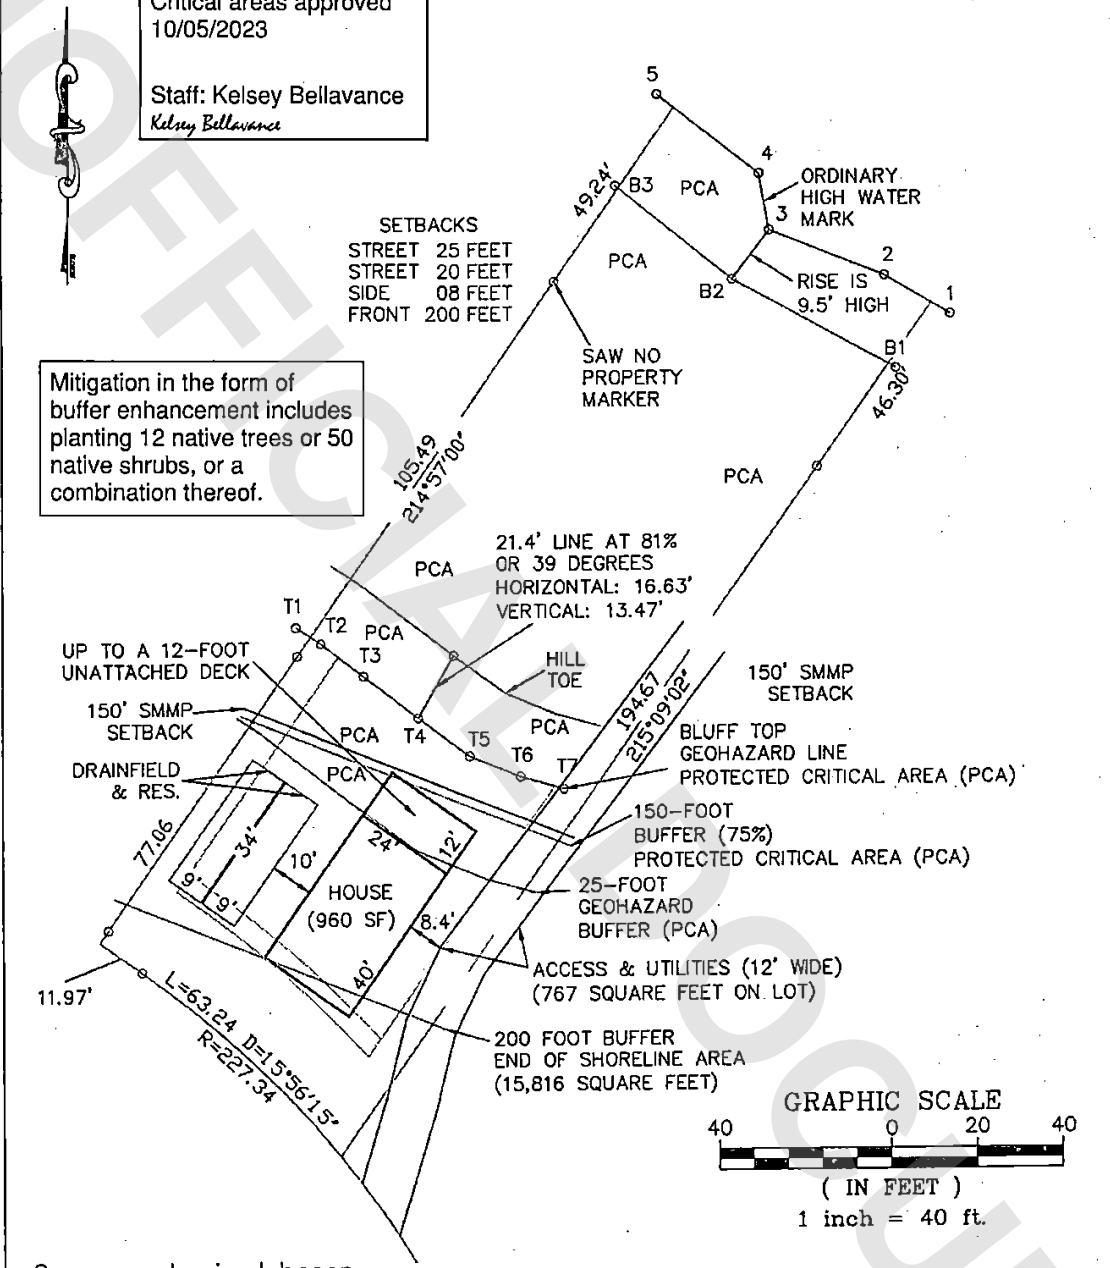 Critical areas approved
10/05/2023
Staff: Kelsey Bellavance
Kelsey Bellavance
SETBACKS
STREET 25 FEET
STREET 20 FEET
SIDE 08 FEET
FRONT 200 FEET
Mitigation in the form of
buffer enhancement includes
planting 12 native trees or 50
native shrubs, or a
combination thereof.
5
4
ORDINARY
HIGH WATER
MARK
3
2
1
B3
PCA
49.24'
PCA
B2
RISE IS
9.5' HIGH
B1
46.30'
SAW NO
PROPERTY
MARKER
PCA
105.49
214°57'00"
21.4' LINE AT 81%
OR 39 DEGREES
HORIZONTAL: 16.63'
VERTICAL: 13.47'
PCA
T1
T2
PCA
T3
UP TO A 12-FOOT
UNATTACHED DECK
HILL
TOE
150' SMMP
SETBACK
194.67
215°09'02"
150' SMMP
SETBACK
PCA
T4
T5
PCA
T6
T7
BLUFF TOP
GEOHAZARD LINE
PROTECTED CRITICAL AREA (PCA)
DRAINFIELD
& RES.
PCA
150-FOOT
BUFFER (75%)
PROTECTED CRITICAL AREA (PCA)
77.06
34'
10'
24'
12'
9'
9'
HOUSE
(960 SF)
8.4'
40'
25-FOOT
GEOHAZARD
BUFFER (PCA)
ACCESS & UTILITIES (12' WIDE)
(767 SQUARE FEET ON LOT)
11.97'
L=63.24 D=15°56'15"
R=227.34
200 FOOT BUFFER
END OF SHORELINE AREA
(15,816 SQUARE FEET)
GRAPHIC SCALE
40 0 20 40
( IN FEET )
1 inch = 40 ft.
OFFICIAL DOCU